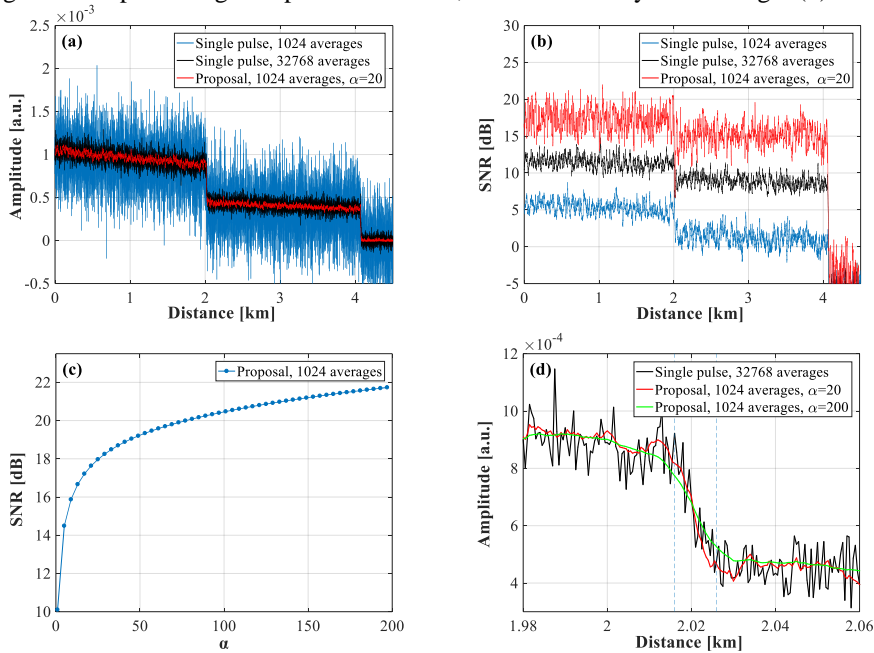 ×10⁻³
(a)
Single pulse, 1024 averages
Single pulse, 32768 averages
Proposal, 1024 averages, α=20
2.5
2
1.5
1
0.5
0
-0.5
Amplitude [a.u.]
0 1 2 3 4
Distance [km]
(b)
Single pulse, 1024 averages
Single pulse, 32768 averages
Proposal, 1024 averages, α=20
30
25
20
15
10
5
0
-5
SNR [dB]
0 1 2 3 4
Distance [km]
(c)
Proposal, 1024 averages
22
20
18
16
14
12
10
SNR [dB]
0 50 100 150 200
α
×10⁻⁴
(d)
Single pulse, 32768 averages
Proposal, 1024 averages, α=20
Proposal, 1024 averages, α=200
12
10
8
6
4
Amplitude [a.u.]
1.98 2 2.02 2.04 2.06
Distance [km]